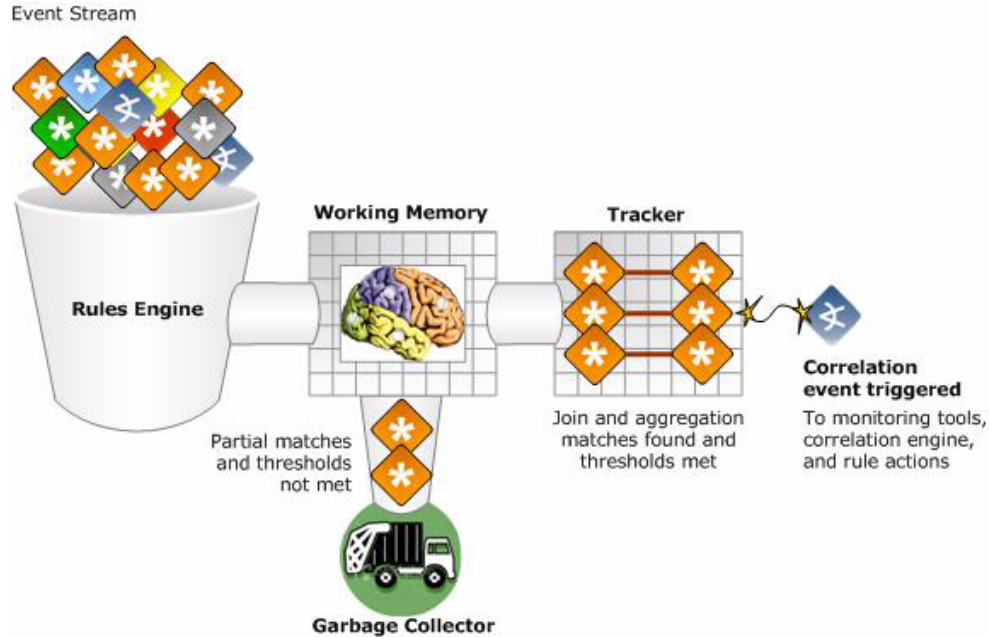 Event Stream
Rules Engine
Working Memory
Tracker
Correlation
event triggered
To monitoring tools,
correlation engine,
and rule actions
Join and aggregation
matches found and
thresholds met
Partial matches
and thresholds
not met
Garbage Collector